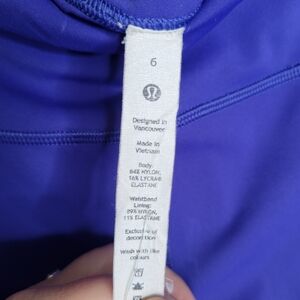 6
Designed in
Vancouver
Made in
Vietnam
Body:
84% NYLON,
16% LYCRA®
ELASTANE
Waistband
Lining:
89% NYLON,
11% ELASTANE
Exclusive of
decoration
Wash with like
colours